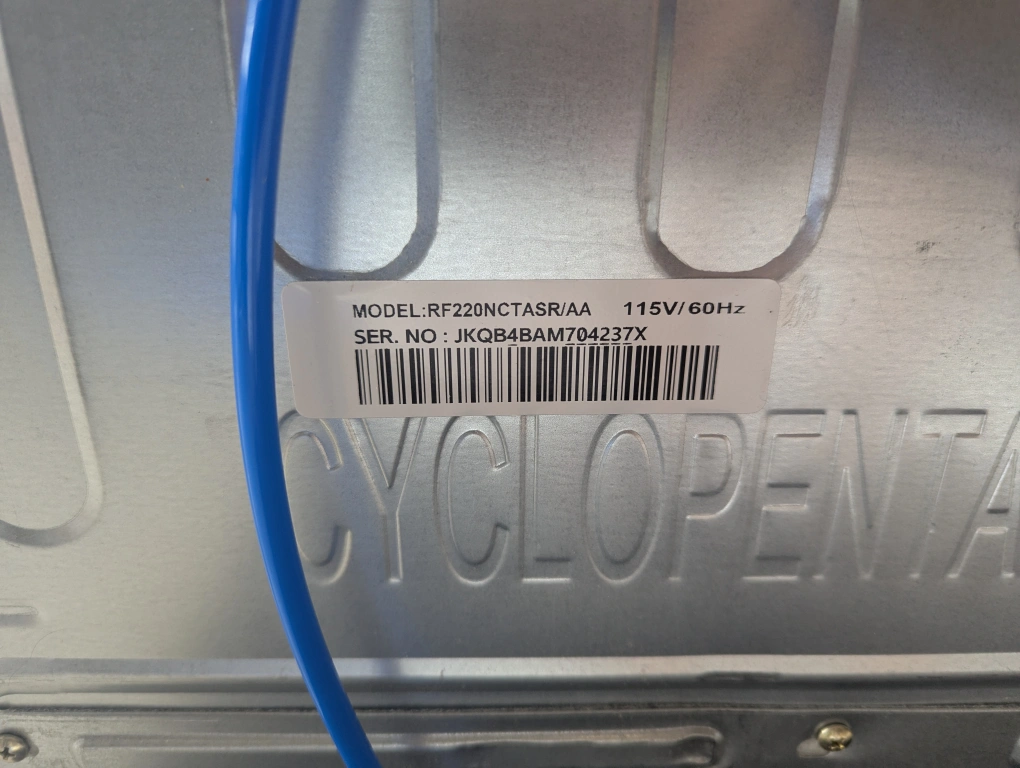 MODEL:RF220NCTASR/AA 115V/60Hz
SER. NO : JKQB4BAM704237X
CYCLOPENTA